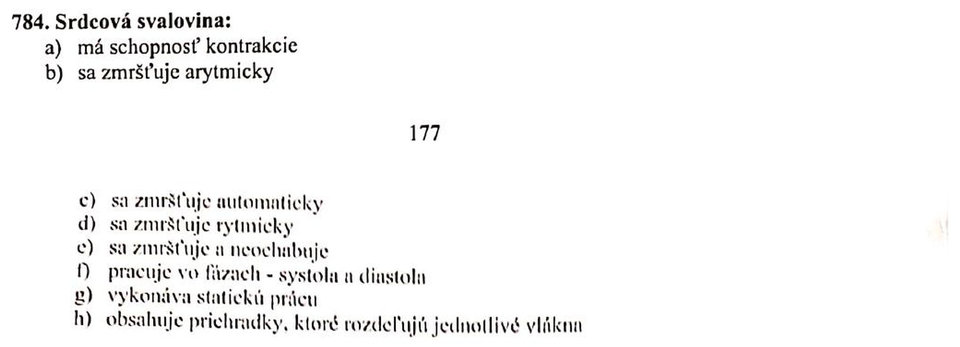 784. Srdcová svalovina:
a) má schopnosť kontrakcie
b) sa zmršťuje arytmicky
177
c) sa zmršťuje automaticky
d) sa zmršťuje rytmicky
e) sa zmršťuje a neochabuje
f) pracuje vo fázach - systola a diastola
g) vykonáva statickú prácu
h) obsahuje priehradky, ktoré rozdeľujú jednotlivé vlákna